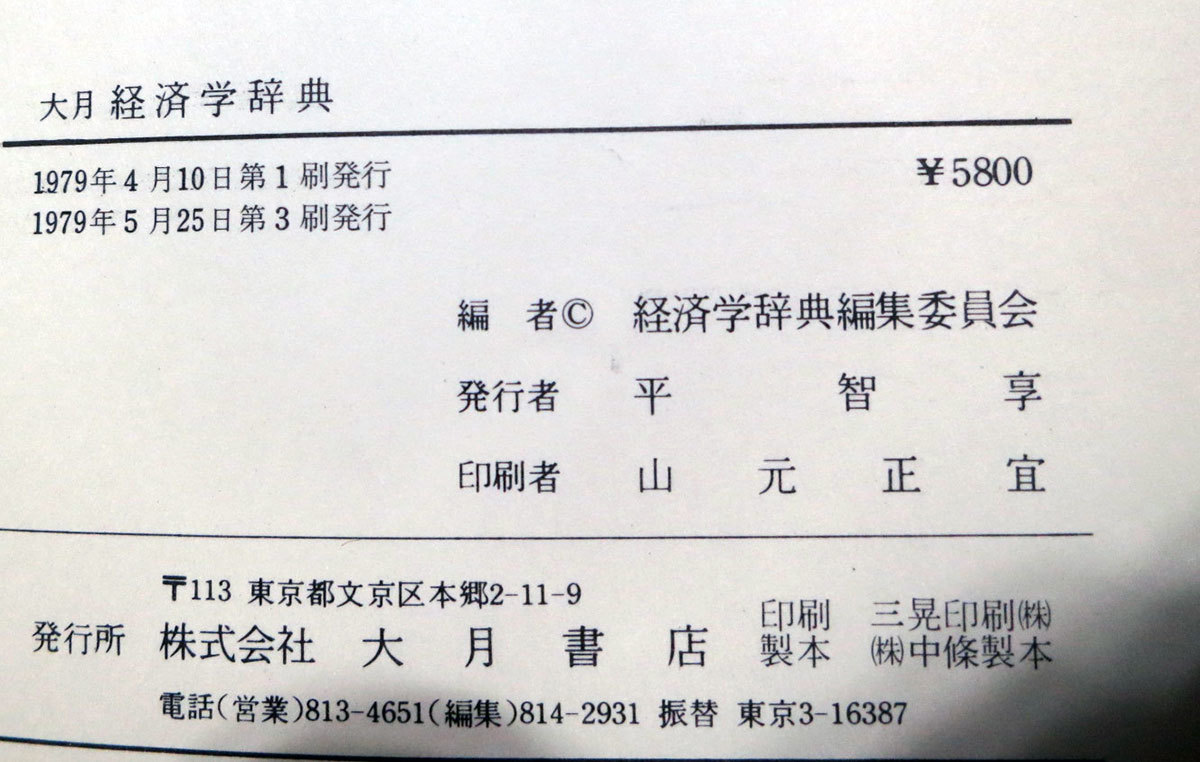 大月 経済学辞典
1979年4月10日第1刷発行
¥5800
1979年5月25日第3刷発行
編 者© 経済学辞典編集委員会
発行者 平 智 享
印刷者 山 元 正 宜
〒113 東京都文京区本郷2-11-9
発行所 株式会社 大 月 書 店
印刷 三晃印刷㈱
製本 ㈱中條製本
電話(営業)813-4651(編集)814-2931 振替 東京3-16387